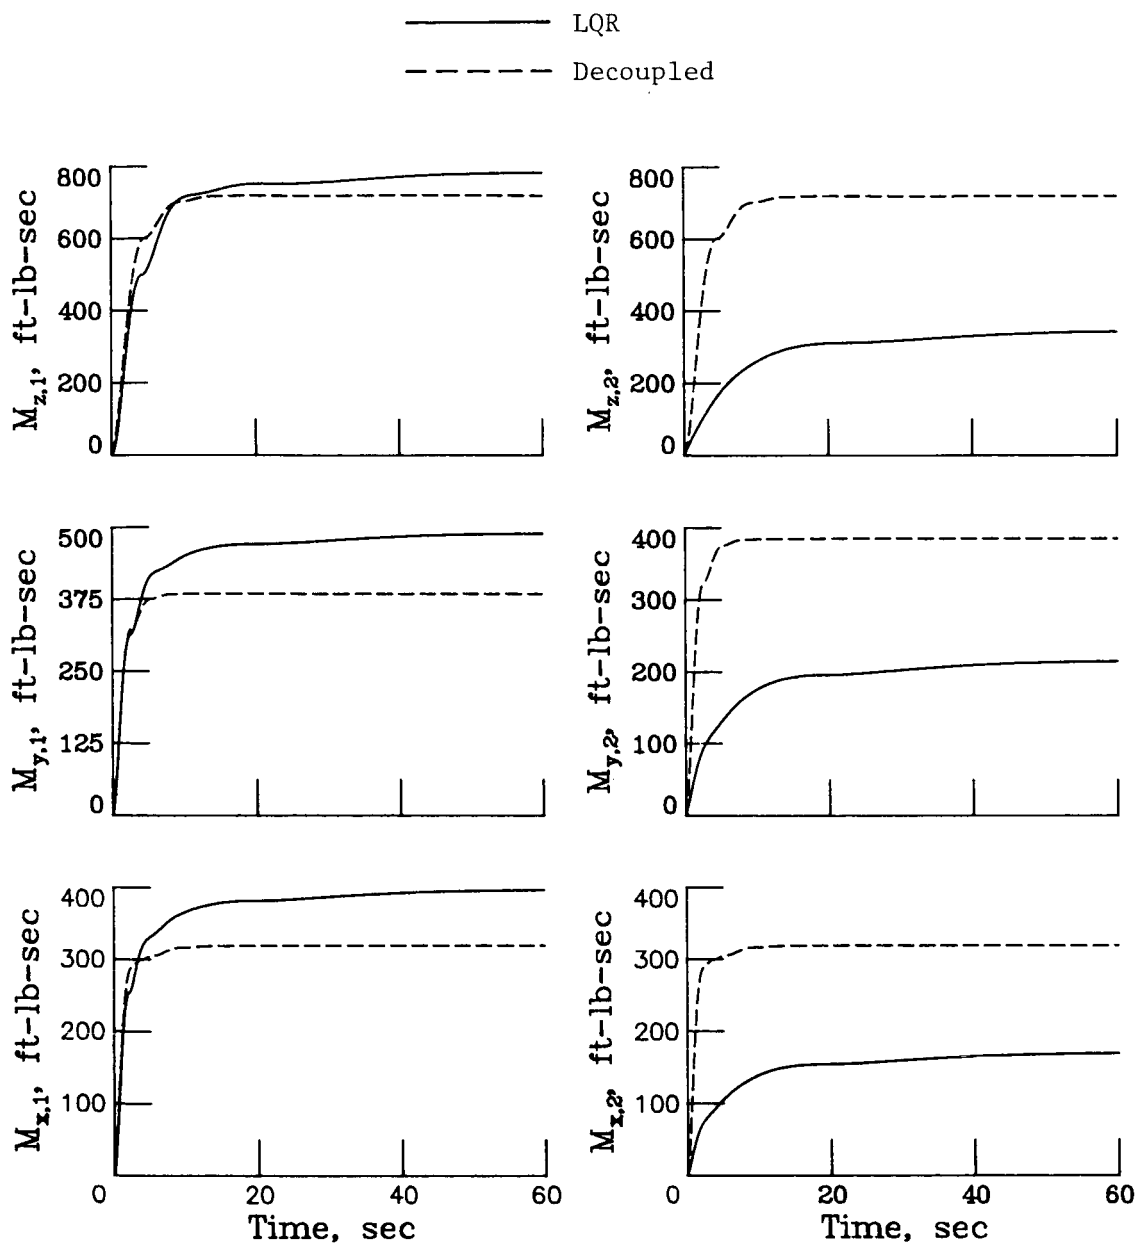 LQR
Decoupled
M_z,1, ft-lb-sec
800
600
400
200
0
M_z,2, ft-lb-sec
800
600
400
200
0
M_y,1, ft-lb-sec
500
375
250
125
0
M_y,2, ft-lb-sec
400
300
200
100
0
M_x,1, ft-lb-sec
400
300
200
100
0 20 40 60
Time, sec
M_x,2, ft-lb-sec
400
300
200
100
0 20 40 60
Time, sec